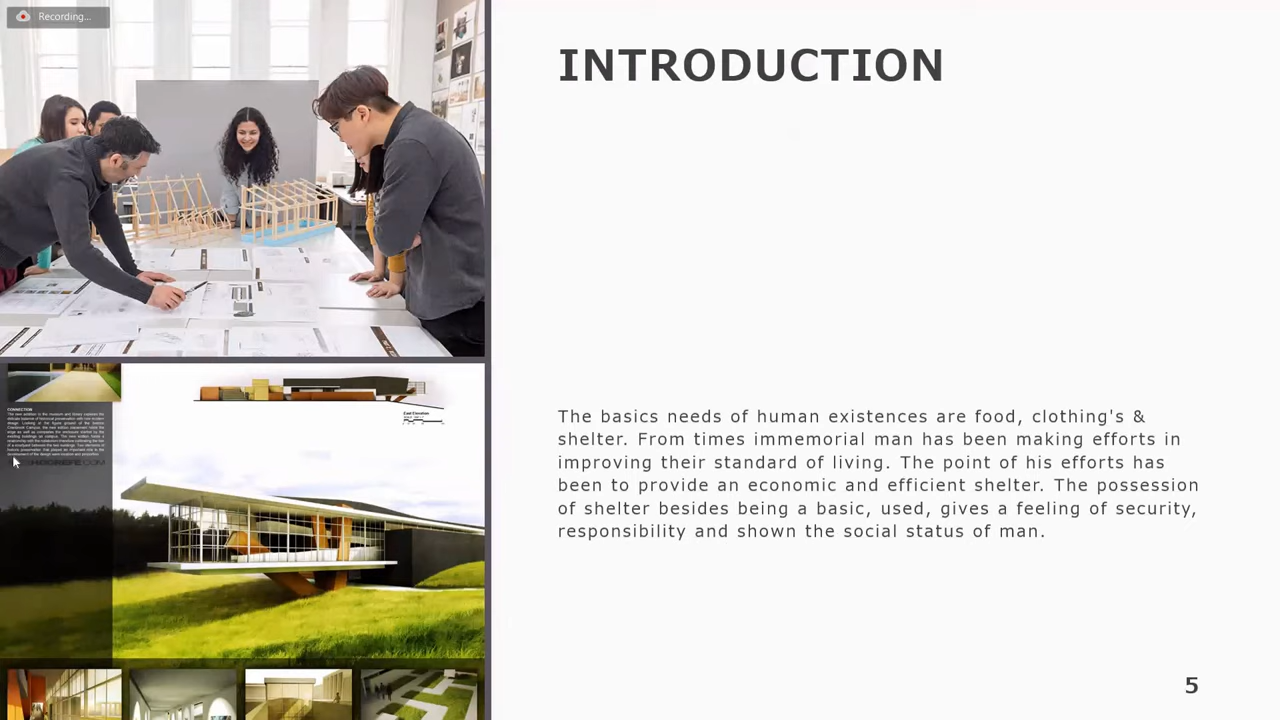 Recording...
INTRODUCTION
The basics needs of human existences are food, clothing's &
shelter. From times immemorial man has been making efforts in
improving their standard of living. The point of his efforts has
been to provide an economic and efficient shelter. The possession
of shelter besides being a basic, used, gives a feeling of security,
responsibility and shown the social status of man.
CONNECTION
East Elevation
5